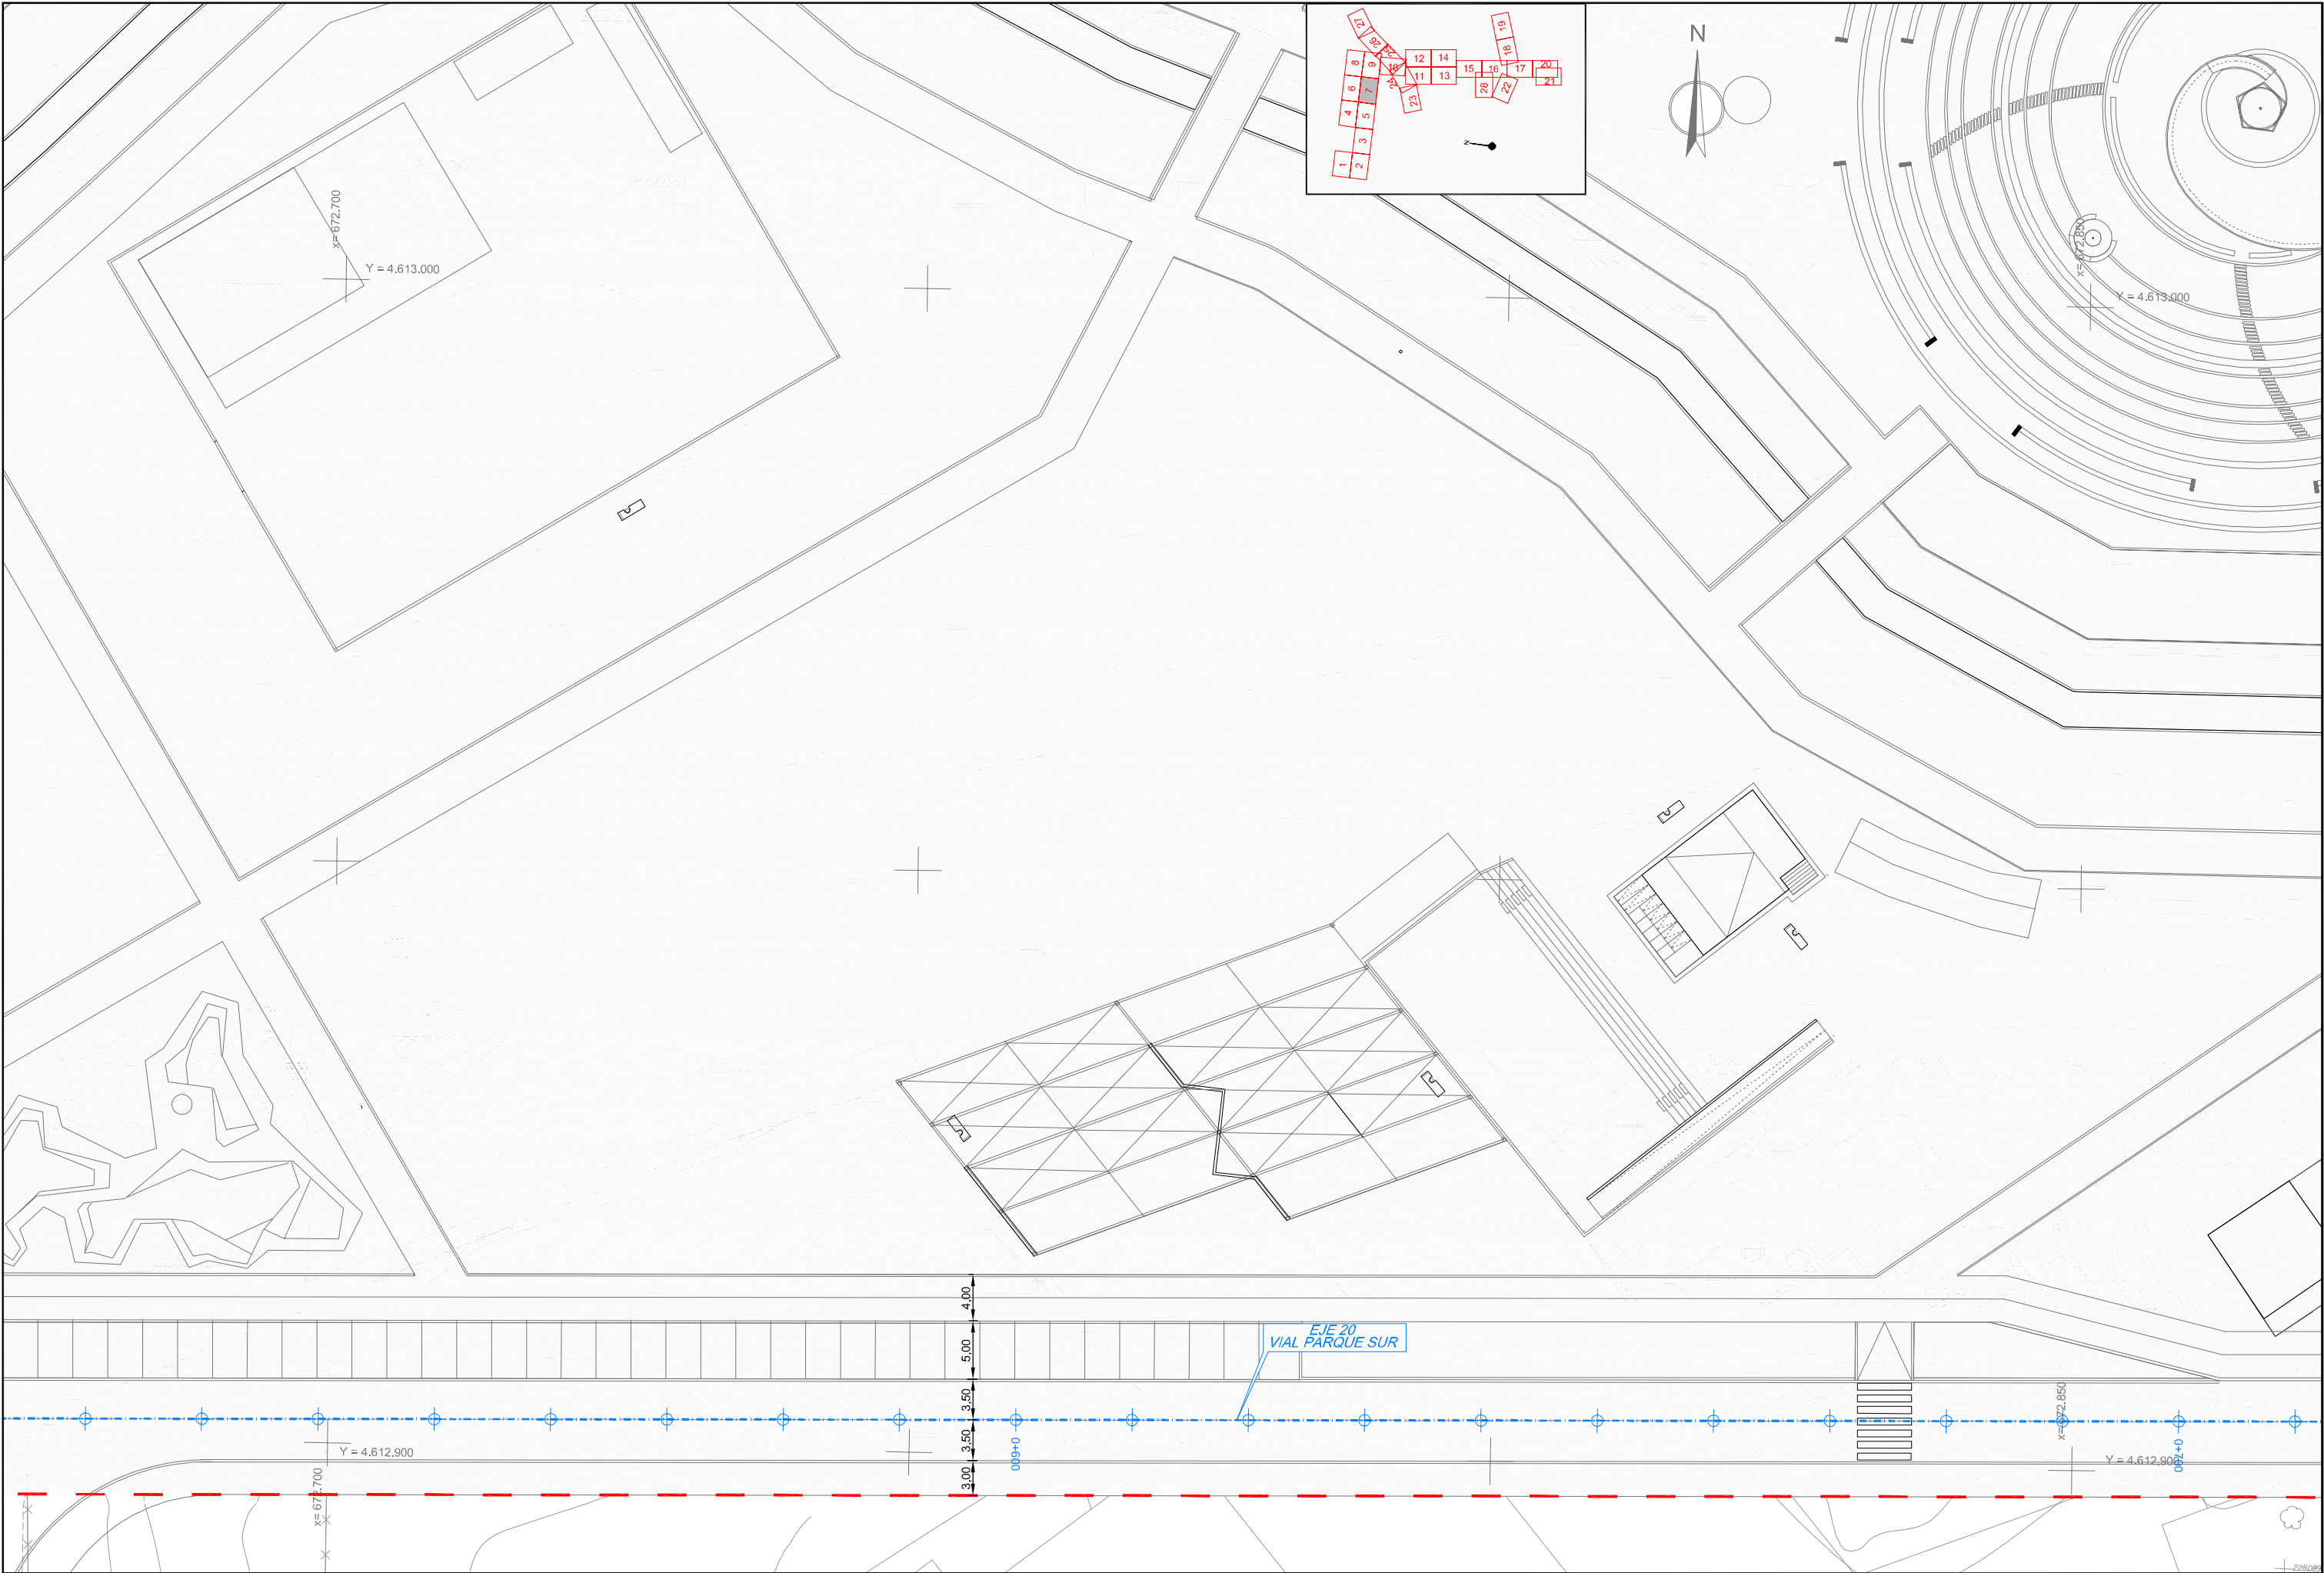 27
26
25
8
9
10
12
14
19
18
6
7
24
11
13
15
16
17
20
21
28
22
23
4
5
3
1
2
N
N
x= 672.700
Y = 4.613.000
x= 672.850
Y = 4.613.000
4,00
5,00
3,50
3,50
3,00
EJE 20
VIAL PARQUE SUR
0+600
0+700
Y = 4.612.900
x= 672.700
x= 672.850
Y = 4.612.900